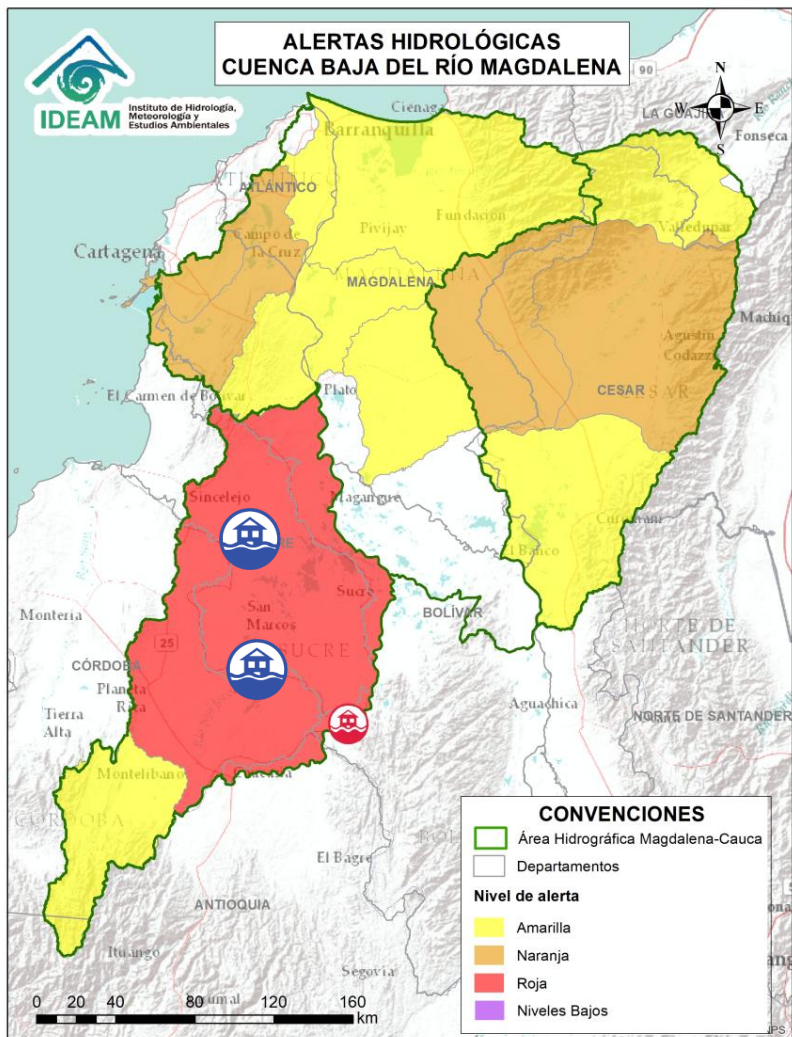 ALERTAS HIDROLÓGICAS
CUENCA BAJA DEL RÍO MAGDALENA
IDEAM
Instituto de Hidrología,
Meteorología y
Estudios Ambientales
N
W
E
S
90
Ciénaga
LA GUAJIRA
Fonseca
Barranquilla
ATLÁNTICO
Valledupar
Fundación
Pivijay
Campo de
la Cruz
Cartagena
MAGDALENA
MAGDALENA
Machiq
Agustín
Codazzi
CESAR
Plato
El Carmen de Bolívar
Sincelejo
Magangué
Curumaní
El Banco
Sucre
San
Marcos
SUCRE
BOLÍVAR
Montería
25
CÓRDOBA
Planeta
Rica
Tierra
Alta
NORTE DE
SANTANDER
Aguachica
NORTE DE SANTANDER
Montelíbano
CÓRDOBA
El Bagre
ANTIOQUIA
Ituango
Segovia
0 20 40 80 120 160
km
CONVENCIONES
Área Hidrográfica Magdalena-Cauca
Departamentos
Nivel de alerta
Amarilla
Naranja
Roja
Niveles Bajos